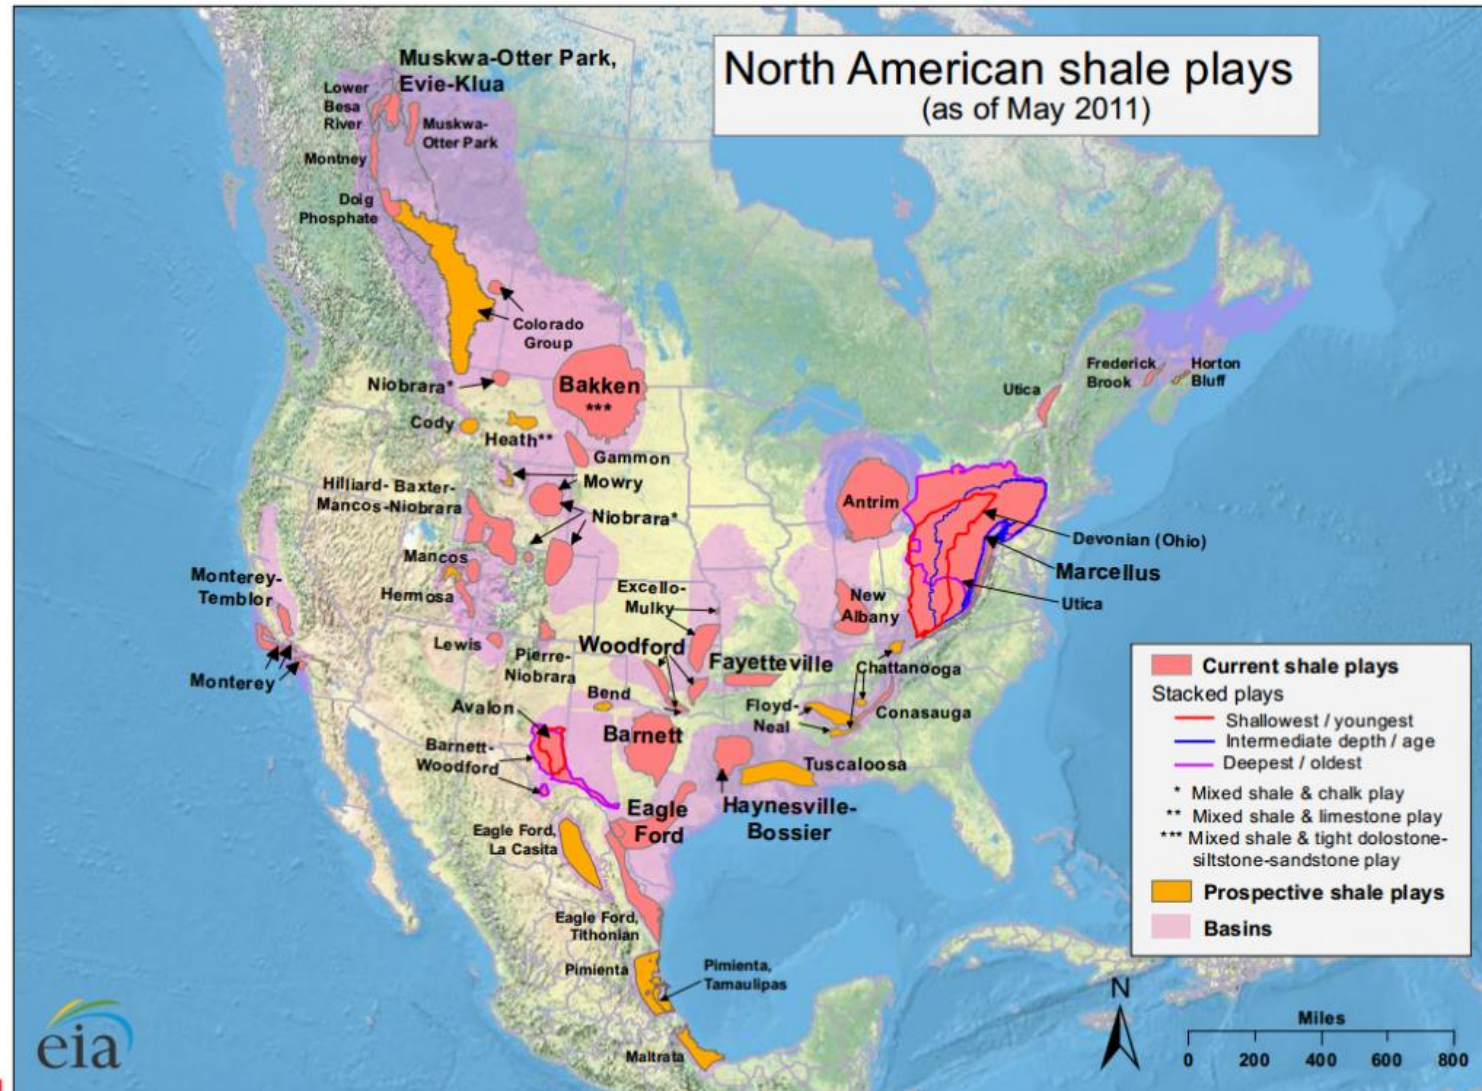 North American shale plays
(as of May 2011)
Muskwa-Otter Park,
Evie-Klua
Lower
Besa
River
Muskwa-
Otter Park
Montney
Doig
Phosphate
Colorado
Group
Niobrara*
Bakken
***
Cody
Heath**
Gammon
Mowry
Hilliard- Baxter-
Mancos-Niobrara
Niobrara*
Mancos
Hermosa
Monterey-
Temblor
Monterey
Lewis
Pierre-
Niobrara
Excello-
Mulky
Woodford
Fayetteville
Bend
Avalon
Barnett-
Woodford
Barnett
Eagle
Ford
Haynesville-
Bossier
Tuscaloosa
Floyd-
Neal
Chattanooga
Conasauga
New
Albany
Antrim
Devonian (Ohio)
Marcellus
Utica
Utica
Frederick
Brook
Horton
Bluff
Eagle Ford,
La Casita
Eagle Ford,
Tithonian
Pimienta
Pimienta,
Tamaulipas
Maltrata
Current shale plays
Stacked plays
Shallowest / youngest
Intermediate depth / age
Deepest / oldest
* Mixed shale & chalk play
** Mixed shale & limestone play
*** Mixed shale & tight dolostone-
siltstone-sandstone play
Prospective shale plays
Basins
N
Miles
0 200 400 600 800
eia